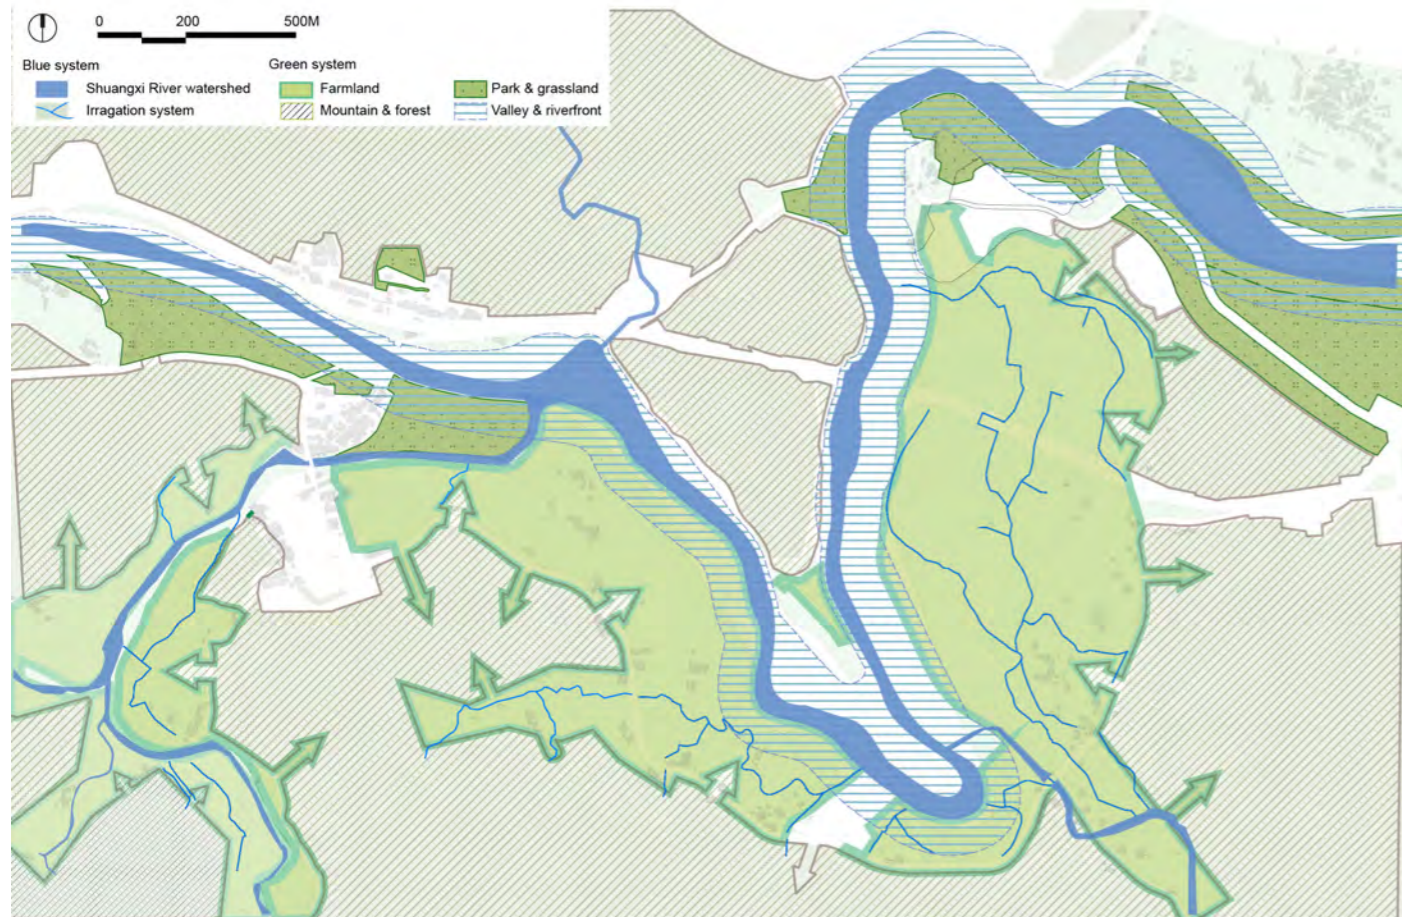 0 200 500M
Blue system Green system
Shuangxi River watershed Farmland Park & grassland
Irragation system Mountain & forest Valley & riverfront